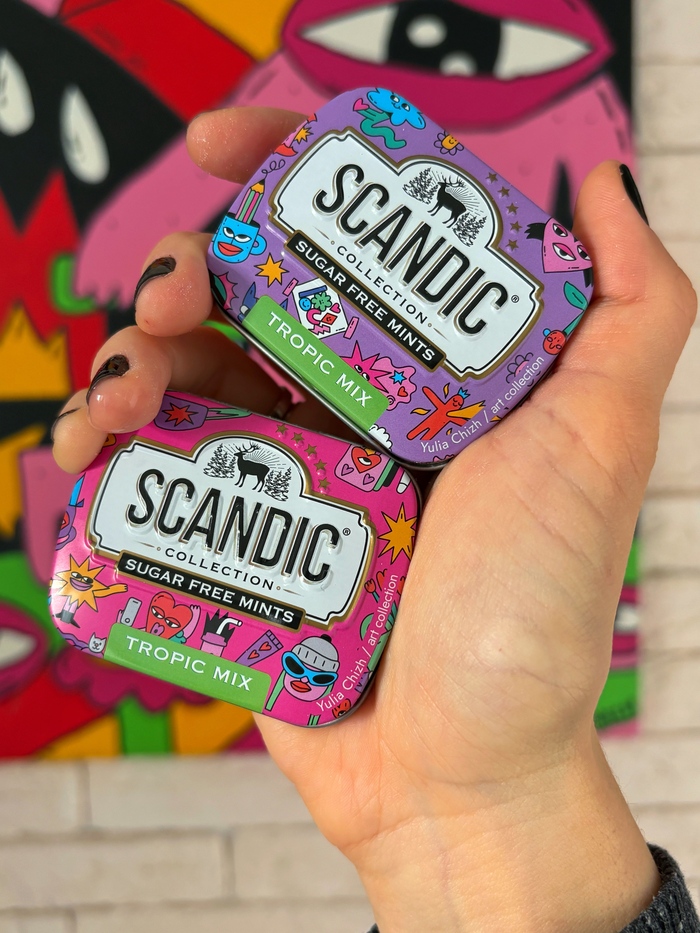 SCANDIC®
COLLECTION
SUGAR FREE MINTS
TROPIC MIX
Yulia Chizh / art collection
SCANDIC®
COLLECTION
SUGAR FREE MINTS
TROPIC MIX
Yulia Chizh / art collection